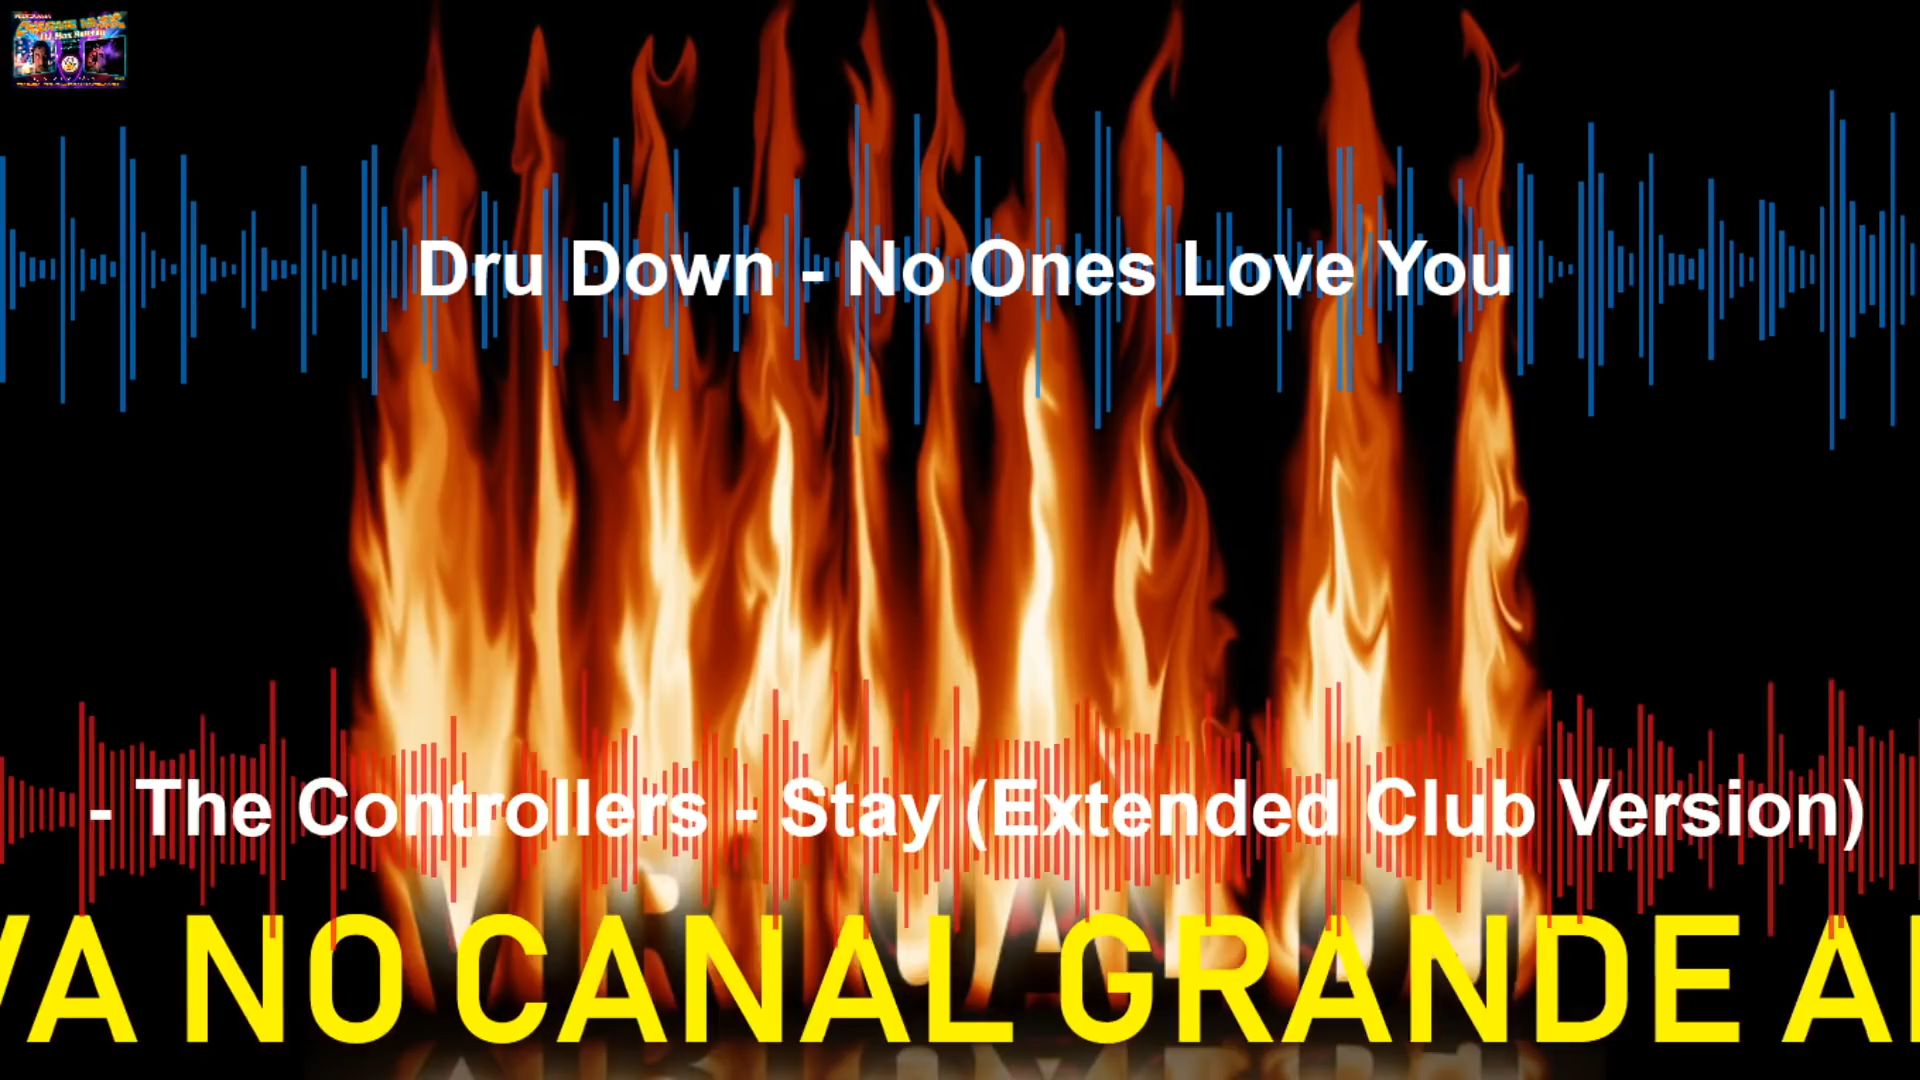 Dru Down - No Ones Love You
- The Controllers - Stay (Extended Club Version)
VA NO CANAL GRANDE A